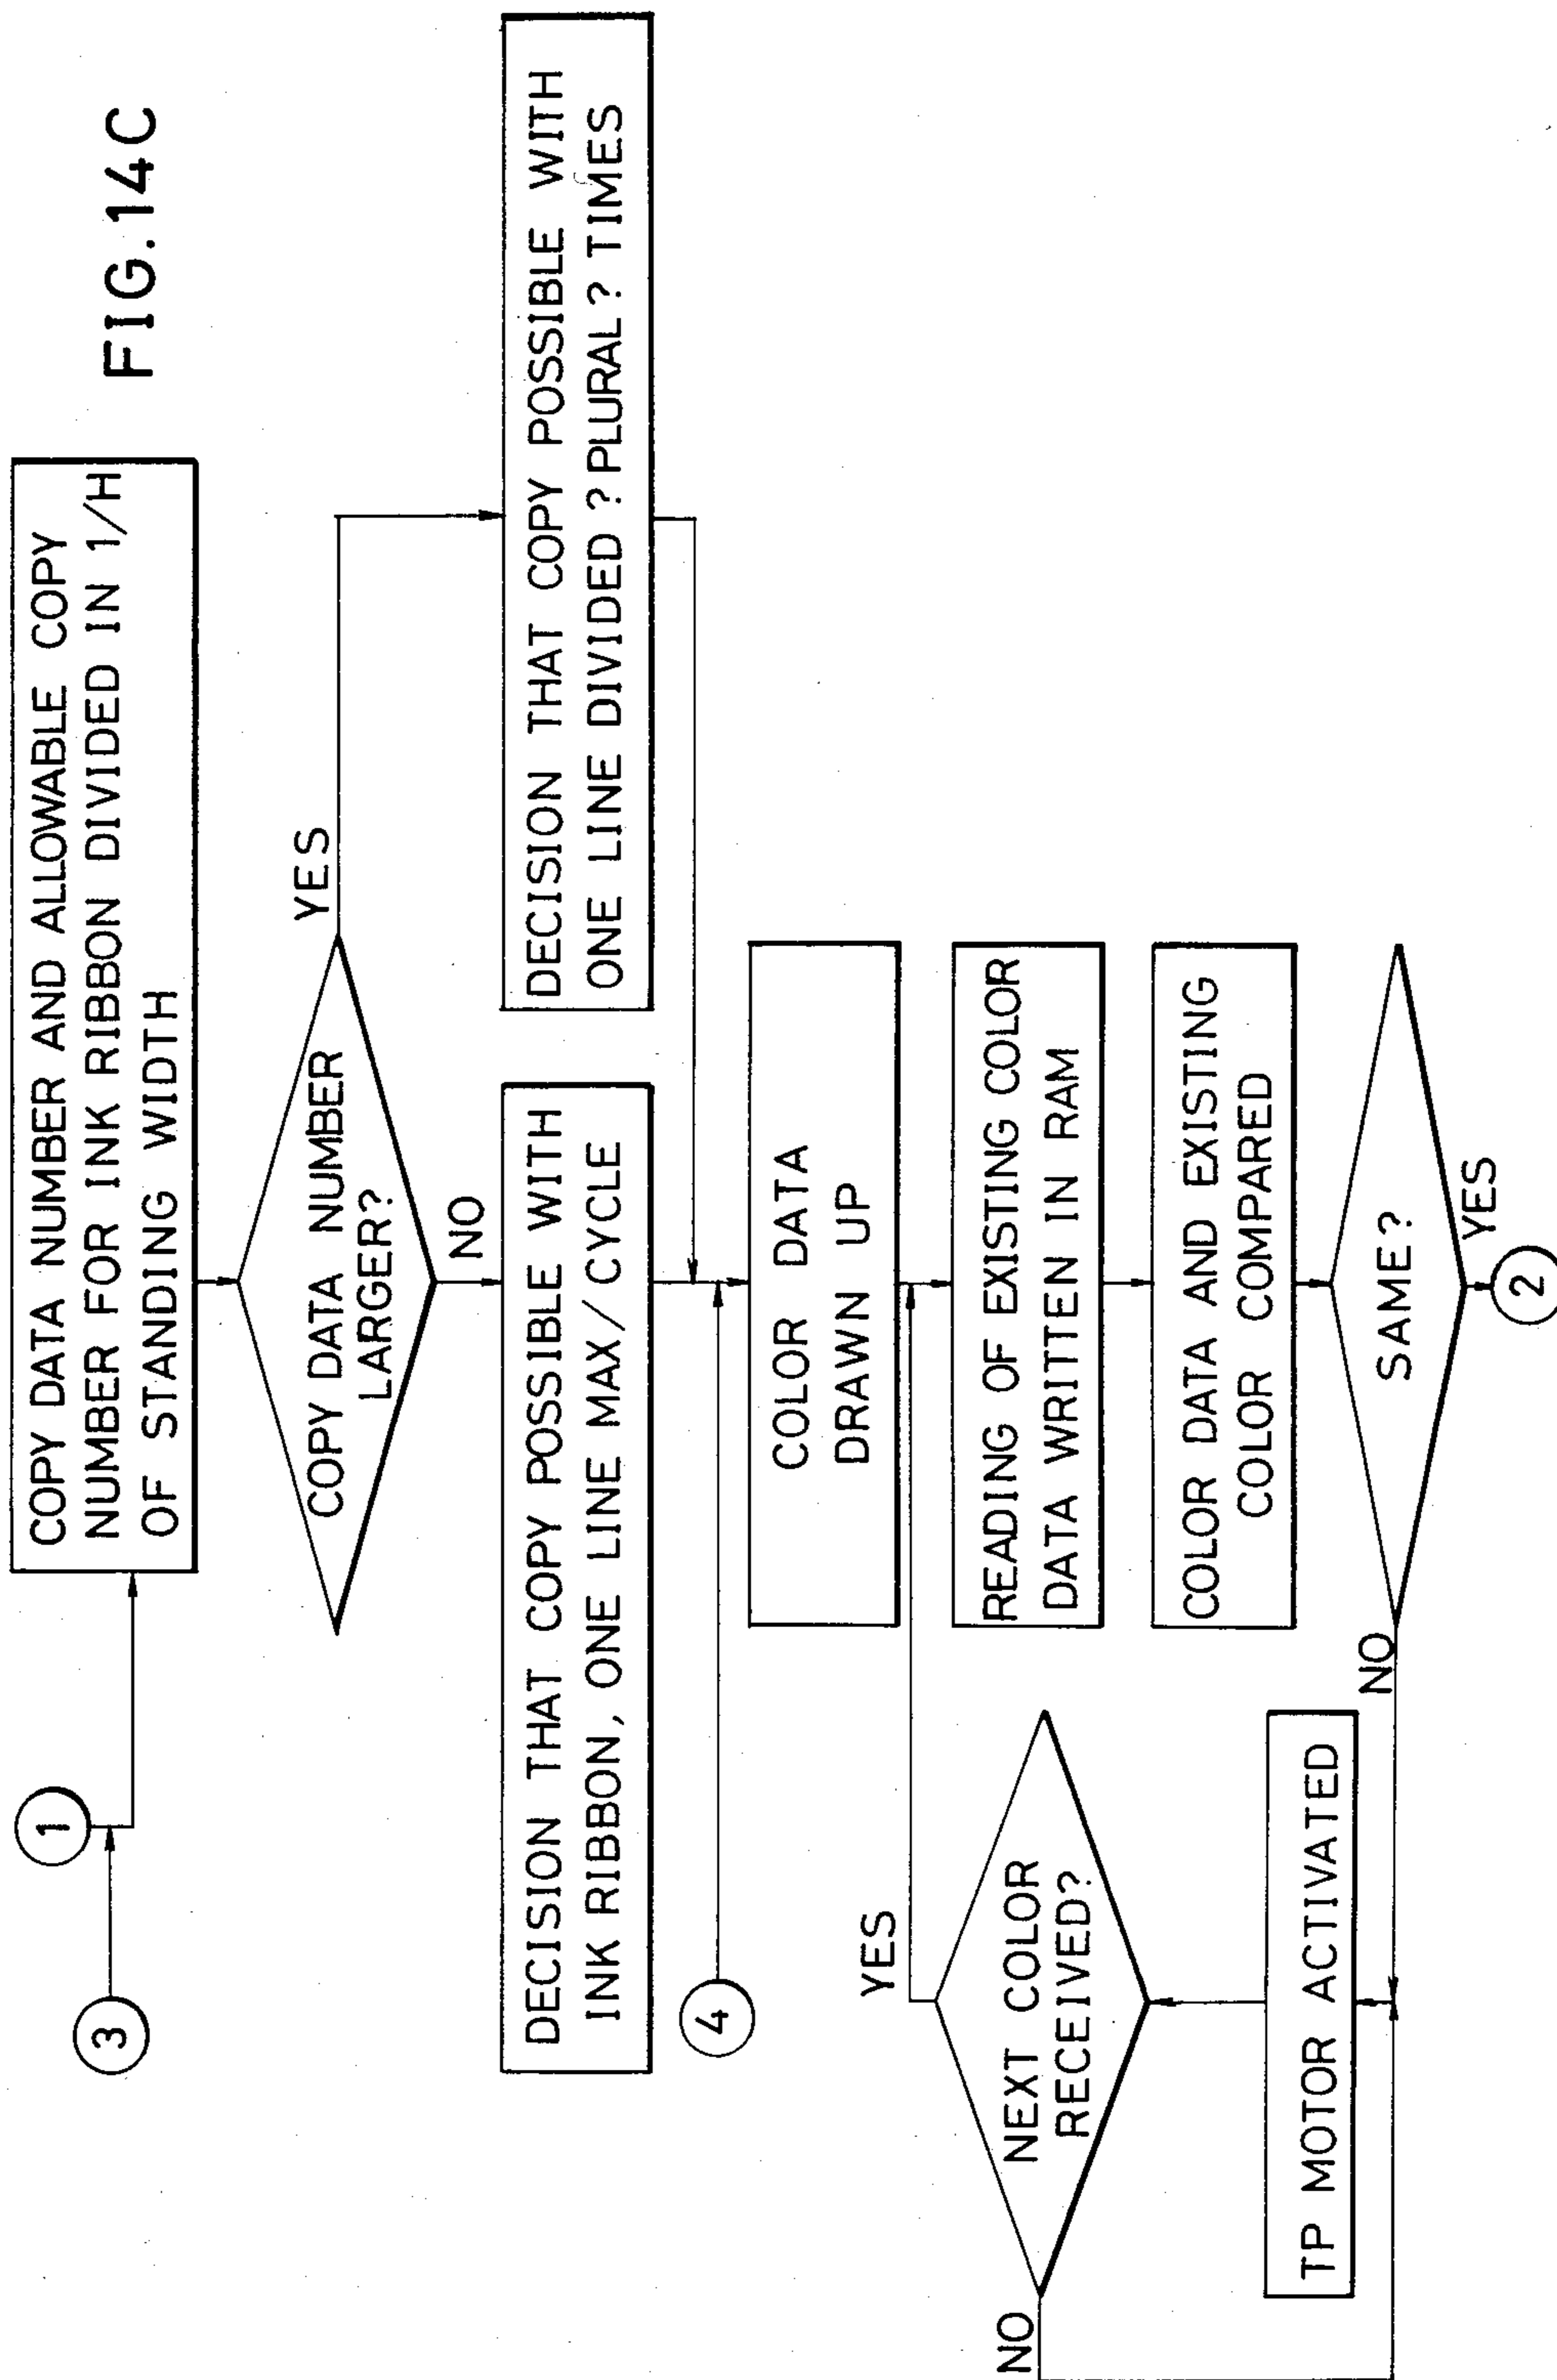 FIG.14C
1
3
COPY DATA NUMBER AND ALLOWABLE COPY
NUMBER FOR INK RIBBON DIVIDED IN 1/H
OF STANDING WIDTH
COPY DATA NUMBER
LARGER?
YES
NO
DECISION THAT COPY POSSIBLE WITH
INK RIBBON, ONE LINE MAX/CYCLE
DECISION THAT COPY POSSIBLE WITH
ONE LINE DIVIDED ? PLURAL? TIMES
4
COLOR DATA
DRAWN UP
YES
READING OF EXISTING COLOR
DATA WRITTEN IN RAM
NEXT COLOR
RECEIVED?
NO
COLOR DATA AND EXISTING
COLOR COMPARED
TP MOTOR ACTIVATED
SAME?
NO
YES
2